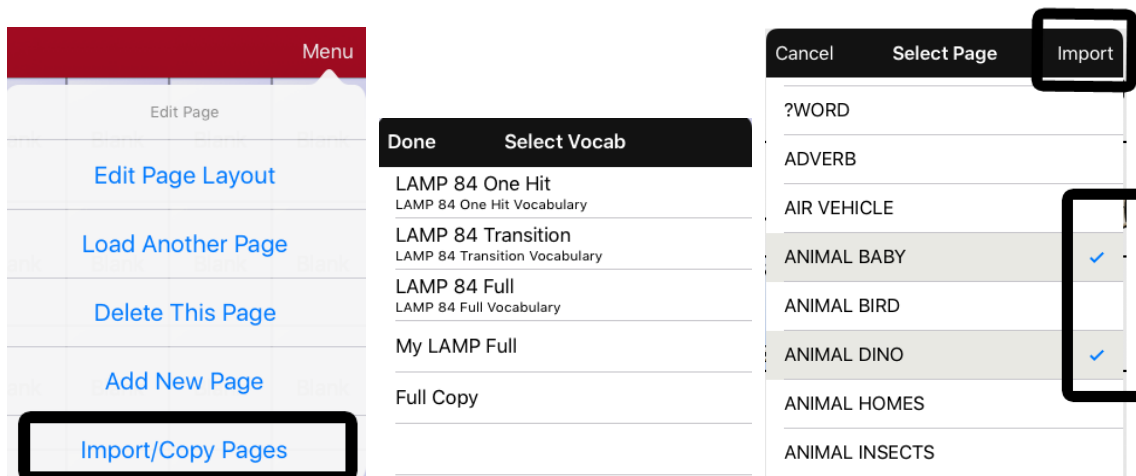 Menu
Edit Page
Edit Page Layout
Load Another Page
Delete This Page
Add New Page
Import/Copy Pages
Done Select Vocab
LAMP 84 One Hit
LAMP 84 One Hit Vocabulary
LAMP 84 Transition
LAMP 84 Transition Vocabulary
LAMP 84 Full
LAMP 84 Full Vocabulary
My LAMP Full
Full Copy
Cancel Select Page Import
?WORD
ADVERB
AIR VEHICLE
ANIMAL BABY
ANIMAL BIRD
ANIMAL DINO
ANIMAL HOMES
ANIMAL INSECTS